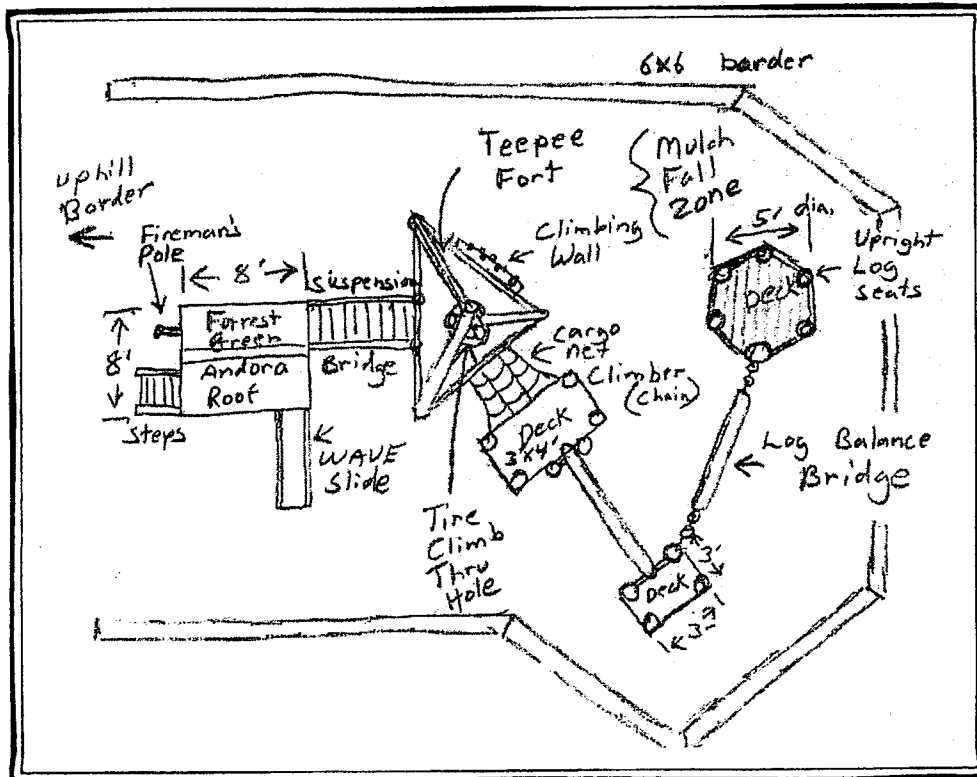 6x6 barder
Teepee
Fort
Mulch
Fall
Zone
uphill
Border
Fireman's
Pole
Climbing
Wall
5' dia.
Upright
Log
seats
Deck
8'
Suspension
Bridge
8'
Forrest
Green
Andora
Roof
steps
WAVE
Slide
cargo
net
Climber
(chain)
Deck
3'x4'
Log Balance
Bridge
Tire
Climb
Thru
Hole
3'
Deck